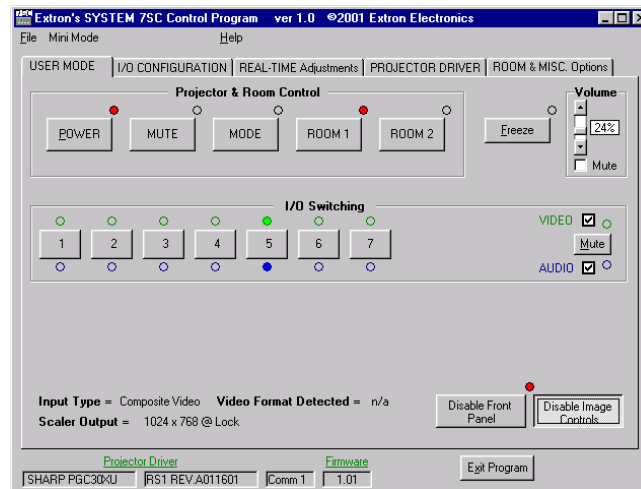 7SC Extron's SYSTEM 7SC Control Program ver 1.0 ©2001 Extron Electronics
File Mini Mode Help
USER MODE I/O CONFIGURATION REAL-TIME Adjustments PROJECTOR DRIVER ROOM & MISC. Options
Projector & Room Control Volume
POWER MUTE MODE ROOM 1 ROOM 2 Freeze 24%
Mute
I/O Switching
VIDEO
1 2 3 4 5 6 7 Mute
AUDIO
Input Type = Composite Video Video Format Detected = n/a
Scaler Output = 1024 x 768 @ Lock
Disable Front Panel
Disable Image Controls
Projector Driver Firmware
SHARP PGC30XU RS1 REV.A011601 Comm 1 1.01 Exit Program